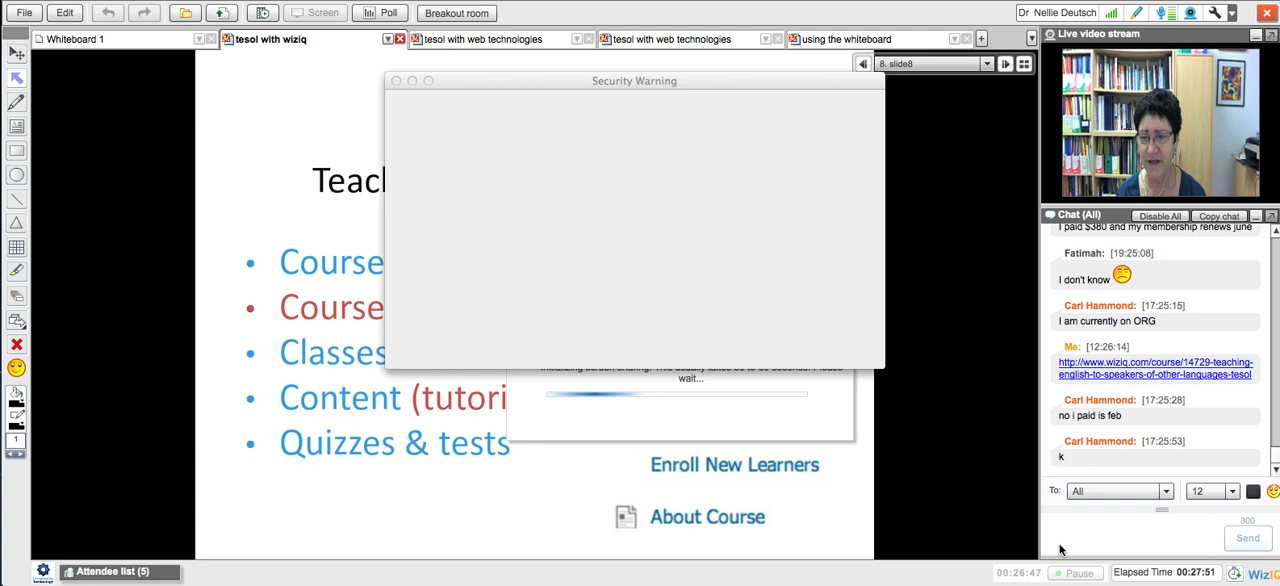 File
Edit
Screen
Poll
Breakout room
Dr Nellie Deutsch
Whiteboard 1
tesol with wiziq
tesol with web technologies
tesol with web technologies
using the whiteboard
Live video stream
8. slide8
Security Warning
Teach
Course
Course
Classes
Content (tutori
Quizzes & tests
wait...
Enroll New Learners
About Course
Chat (All)
Disable All
Copy chat
I paid $380 and my membership renews june
Fatimah: [19:25:08]
I don't know
Carl Hammond: [17:25:15]
I am currently on ORG
Me: [12:26:14]
http://www.wiziq.com/course/14729-teaching-
english-to-speakers-of-other-languages-tesol
Carl Hammond: [17:25:28]
no i paid is feb
Carl Hammond: [17:25:53]
k
To:
All
12
300
Send
1
Attendee list (5)
00:26:47
Pause
Elapsed Time 00:27:51
WizIQ